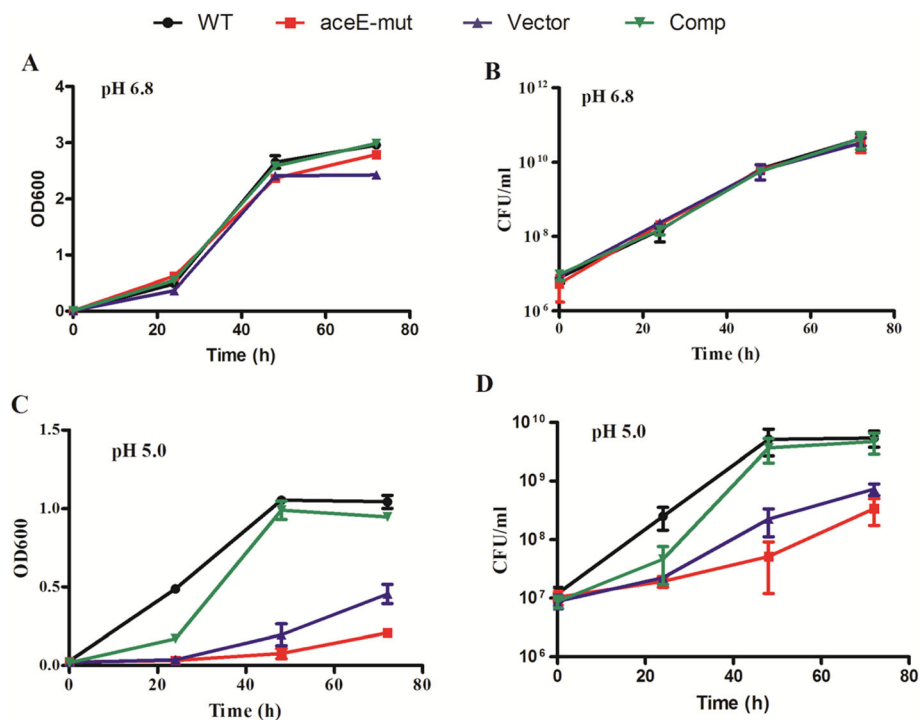 WT aceE-mut Vector Comp
A
pH 6.8
4
3
2
1
0
OD600
0 20 40 60 80
Time (h)
B
pH 6.8
10^12
10^10
10^8
10^6
CFU/ml
0 20 40 60 80
Time (h)
C
pH 5.0
1.5
1.0
0.5
0.0
OD600
0 20 40 60 80
Time (h)
D
pH 5.0
10^10
10^9
10^8
10^7
10^6
CFU/ml
0 20 40 60 80
Time (h)